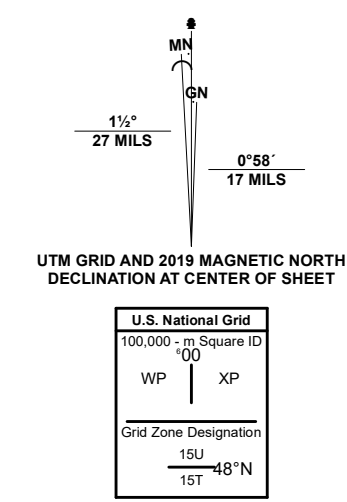 MN
GN
1½°
27 MILS
0°58´
17 MILS
UTM GRID AND 2019 MAGNETIC NORTH
DECLINATION AT CENTER OF SHEET
U.S. National Grid
100,000 - m Square ID
⁶00
WP XP
Grid Zone Designation
15U
48°N
15T